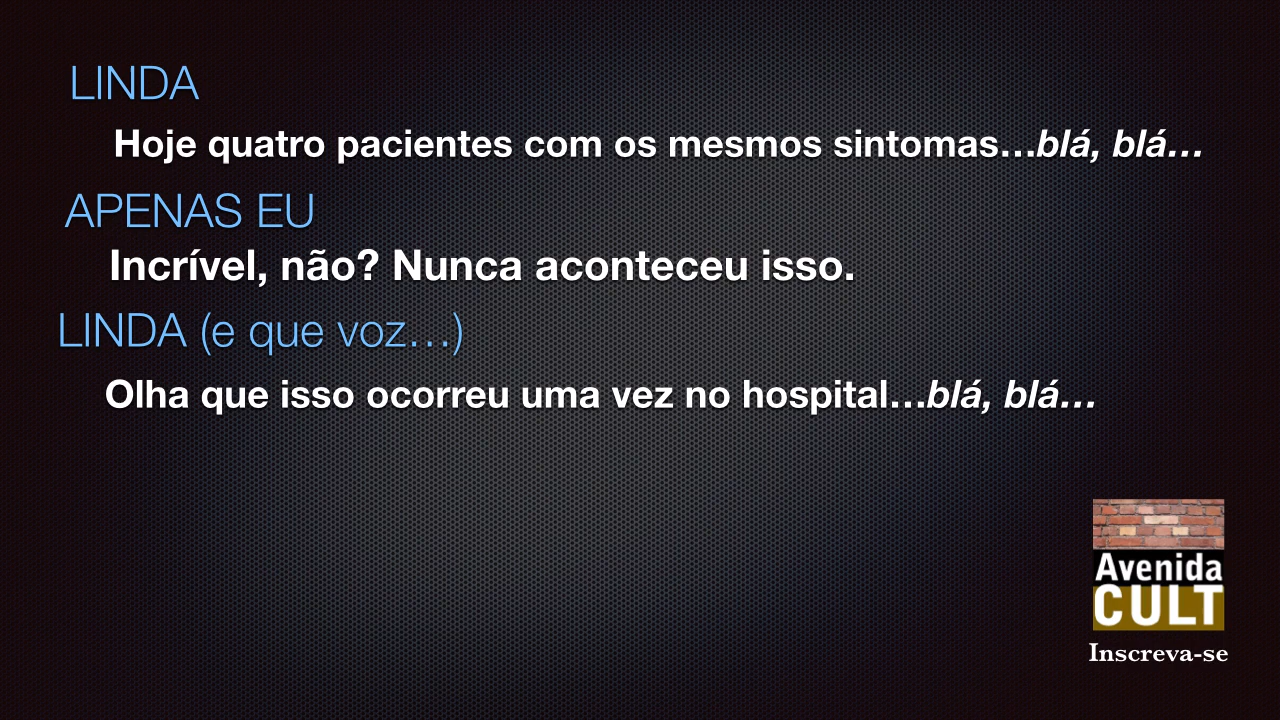 LINDA
Hoje quatro pacientes com os mesmos sintomas…blá, blá…
APENAS EU
Incrível, não? Nunca aconteceu isso.
LINDA (e que voz…)
Olha que isso ocorreu uma vez no hospital…blá, blá…
Avenida
CULT
Inscreva-se